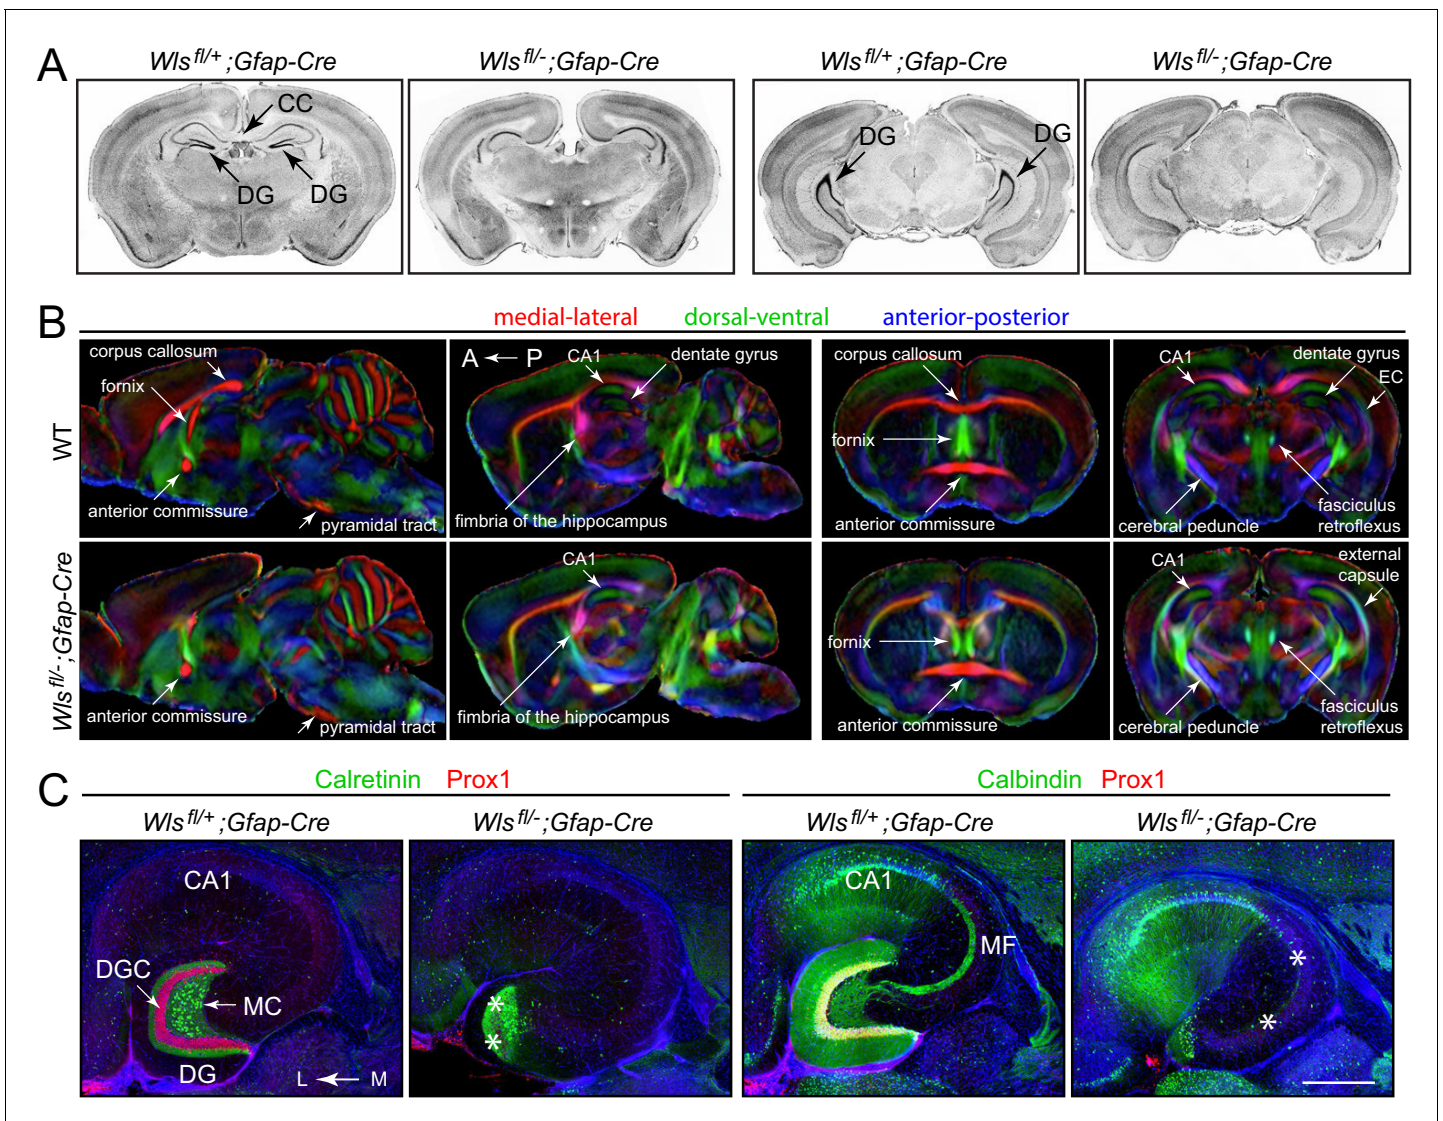 A
Wls fl/+;Gfap-Cre
Wls fl/-;Gfap-Cre
Wls fl/+;Gfap-Cre
Wls fl/-;Gfap-Cre
CC
DG
DG
DG
DG
B
medial-lateral
dorsal-ventral
anterior-posterior
WT
corpus callosum
fornix
anterior commissure
pyramidal tract
A
P
CA1
dentate gyrus
fimbria of the hippocampus
corpus callosum
fornix
anterior commissure
CA1
dentate gyrus
EC
cerebral peduncle
fasciculus
retroflexus
Wls fl/-;Gfap-Cre
anterior commissure
pyramidal tract
CA1
fimbria of the hippocampus
fornix
anterior commissure
CA1
external
capsule
cerebral peduncle
fasciculus
retroflexus
C
Calretinin Prox1
Calbindin Prox1
Wls fl/+;Gfap-Cre
Wls fl/-;Gfap-Cre
Wls fl/+;Gfap-Cre
Wls fl/-;Gfap-Cre
CA1
DGC
MC
DG
L
M
*
*
CA1
MF
*
*